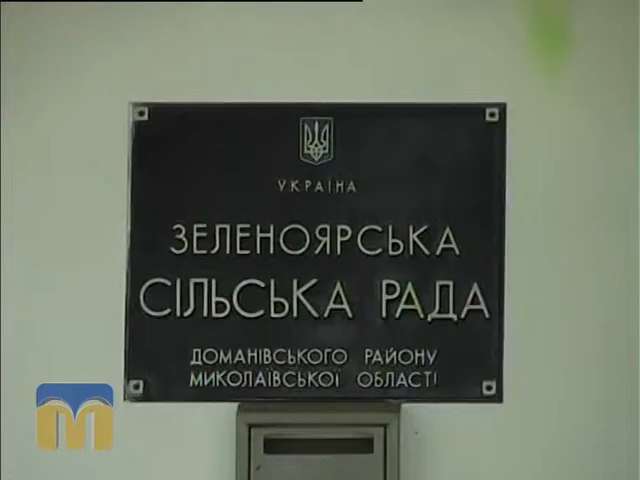 УКРАЇНА
ЗЕЛЕНОЯРСЬКА
СІЛЬСЬКА РАДА
ДОМАНІВСЬКОГО РАЙОНУ
МИКОЛАЇВСЬКОЇ ОБЛАСТІ
М